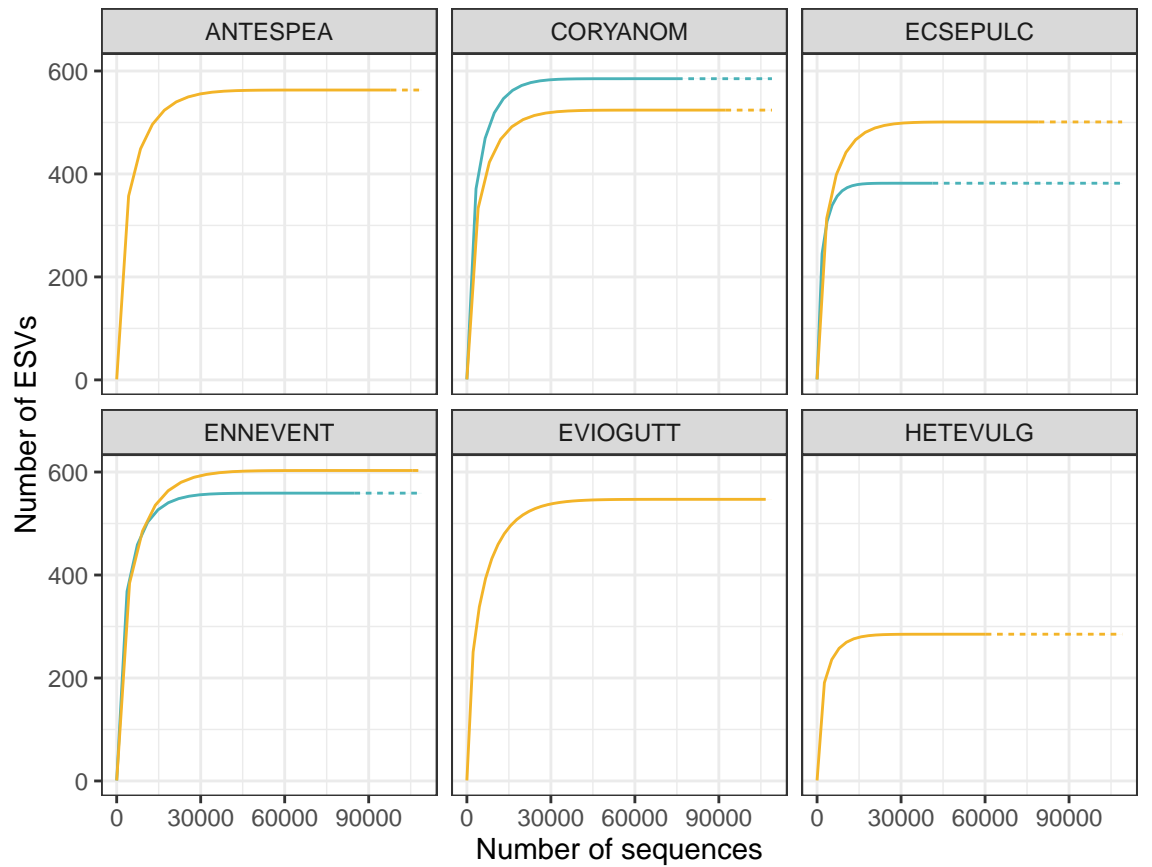 ANTESPEA CORYANOM ECSEPULC
600
400
200
0
Number of ESVs
ENNEVENT EVIOGUTT HETEVULG
600
400
200
0
0 30000 60000 90000 0 30000 60000 90000 0 30000 60000 90000
Number of sequences